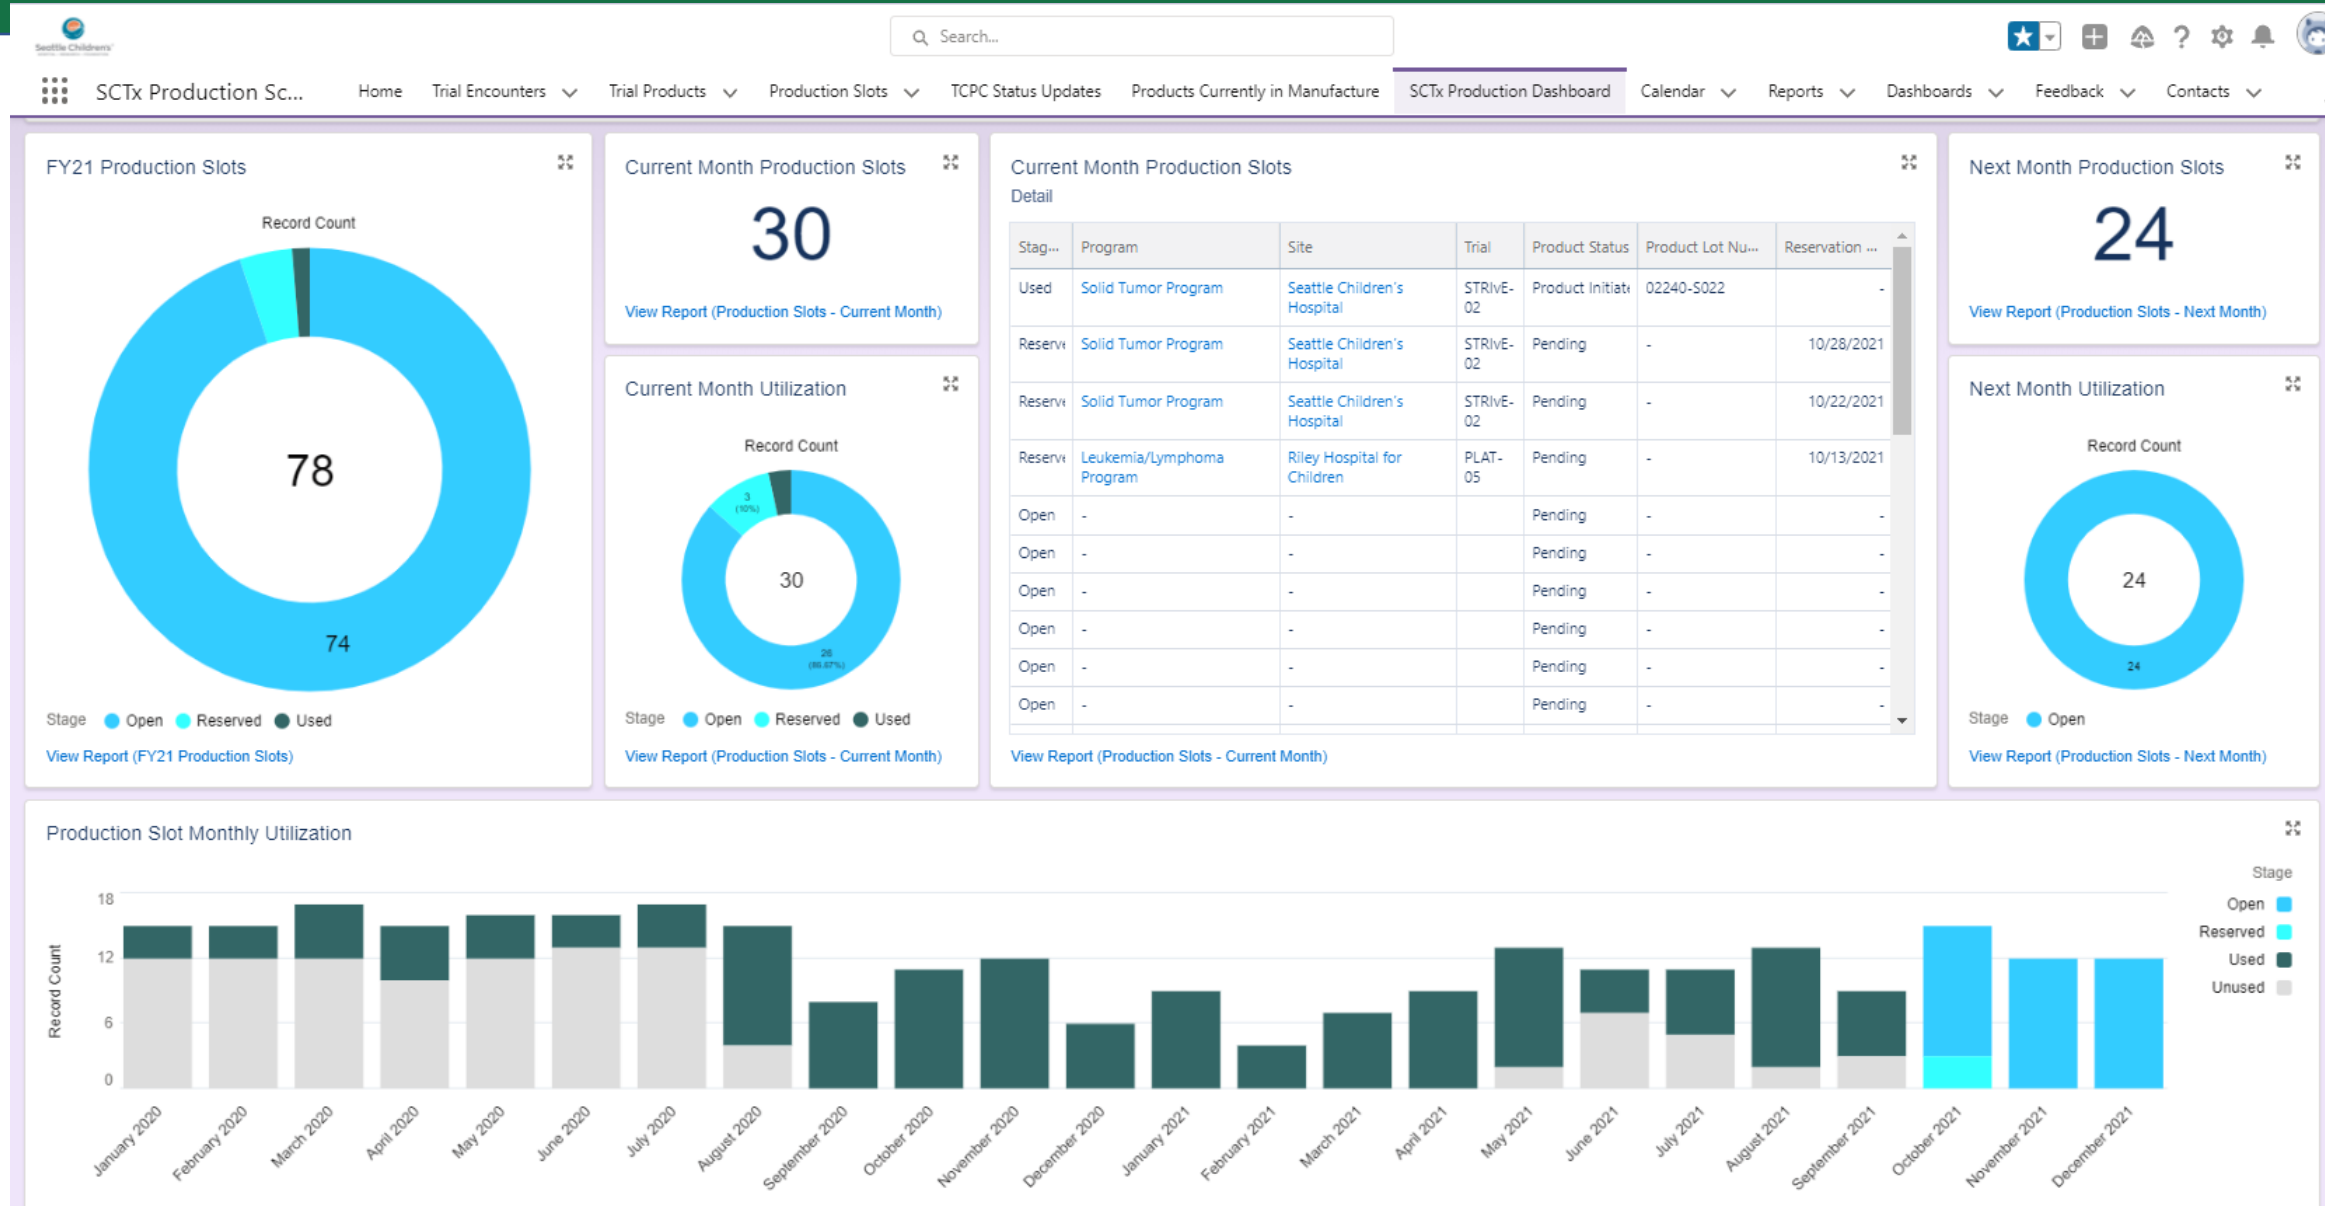 Seattle Children's
Search...
SCTx Production Sc...
Home
Trial Encounters
Trial Products
Production Slots
TCPC Status Updates
Products Currently in Manufacture
SCTx Production Dashboard
Calendar
Reports
Dashboards
Feedback
Contacts
FY21 Production Slots
Record Count
78
74
Stage Open Reserved Used
View Report (FY21 Production Slots)
Current Month Production Slots
30
View Report (Production Slots - Current Month)
Current Month Utilization
Record Count
3
(10%)
30
26
(86.67%)
Stage Open Reserved Used
View Report (Production Slots - Current Month)
Current Month Production Slots
Detail
Stag... Program Site Trial Product Status Product Lot Nu... Reservation ...
Used Solid Tumor Program Seattle Children's STRIvE- Product Initiate 02240-S022 -
Hospital 02
Reserve Solid Tumor Program Seattle Children's STRIvE- Pending - 10/28/2021
Hospital 02
Reserve Solid Tumor Program Seattle Children's STRIvE- Pending - 10/22/2021
Hospital 02
Reserve Leukemia/Lymphoma Riley Hospital for PLAT- Pending - 10/13/2021
Program Children 05
Open - - Pending - -
Open - - Pending - -
Open - - Pending - -
Open - - Pending - -
Open - - Pending - -
Open - - Pending - -
View Report (Production Slots - Current Month)
Next Month Production Slots
24
View Report (Production Slots - Next Month)
Next Month Utilization
Record Count
24
24
Stage Open
View Report (Production Slots - Next Month)
Production Slot Monthly Utilization
Stage
Open
Reserved
Used
Unused
Record Count
18
12
6
0
January 2020
February 2020
March 2020
April 2020
May 2020
June 2020
July 2020
August 2020
September 2020
October 2020
November 2020
December 2020
January 2021
February 2021
March 2021
April 2021
May 2021
June 2021
July 2021
August 2021
September 2021
October 2021
November 2021
December 2021